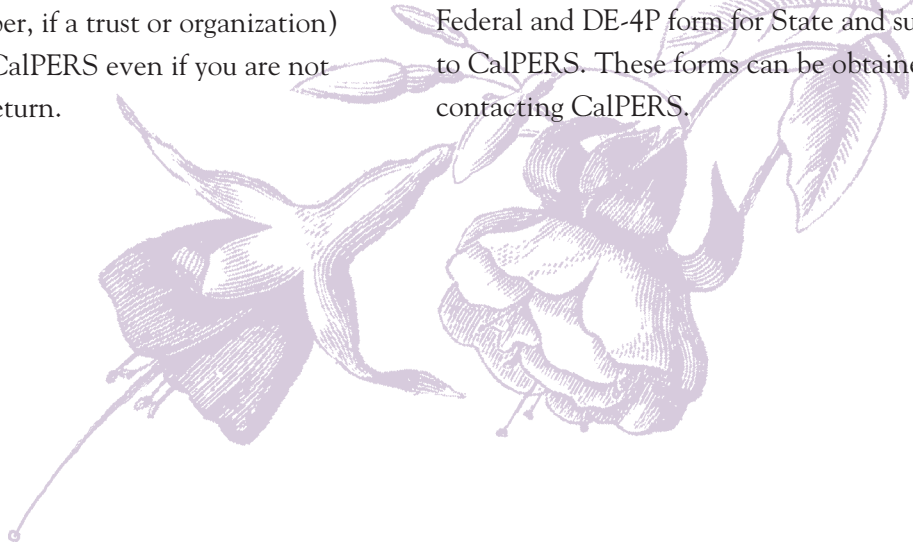 per, if a trust or organization)
CalPERS even if you are not
eturn.
Federal and DE-4P form for State and su
to CalPERS. These forms can be obtaine
contacting CalPERS.